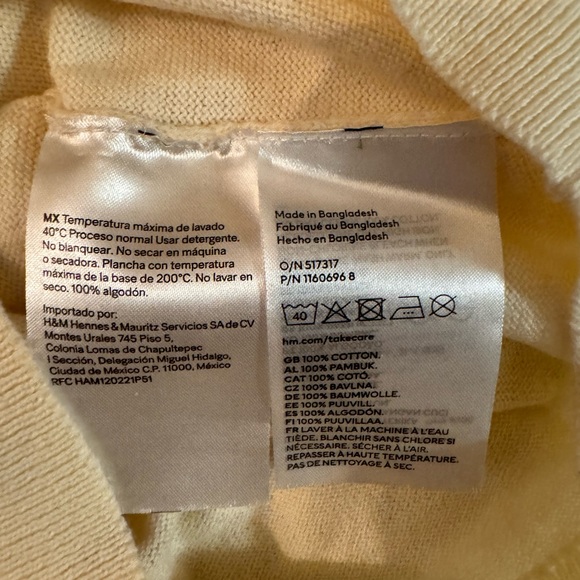 MX Temperatura máxima de lavado
40°C Proceso normal Usar detergente.
No blanquear. No secar en máquina
o secadora. Plancha con temperatura
máxima de la base de 200°C. No lavar en
seco. 100% algodón.
Importado por:
H&M Hennes & Mauritz Servicios SA de CV
Montes Urales 745 Piso 5,
Colonia Lomas de Chapultepec
I Sección, Delegación Miguel Hidalgo,
Ciudad de México C.P. 11000, México
RFC HAM120221P51
Made in Bangladesh
Fabriqué au Bangladesh
Hecho en Bangladesh
O/N 517317
P/N 1160696 8
40
hm.com/takecare
GB 100% COTTON.
AL 100% PAMBUK.
CAT 100% COTÓ.
CZ 100% BAVLNA.
DE 100% BAUMWOLLE.
EE 100% PUUVILL.
ES 100% ALGODÓN.
FI 100% PUUVILLAA.
FR LAVER À LA MACHINE À L'EAU
TIÈDE. BLANCHIR SANS CHLORE SI
NÉCESSAIRE. SÉCHER À L'AIR.
REPASSER À HAUTE TEMPÉRATURE.
PAS DE NETTOYAGE À SEC.